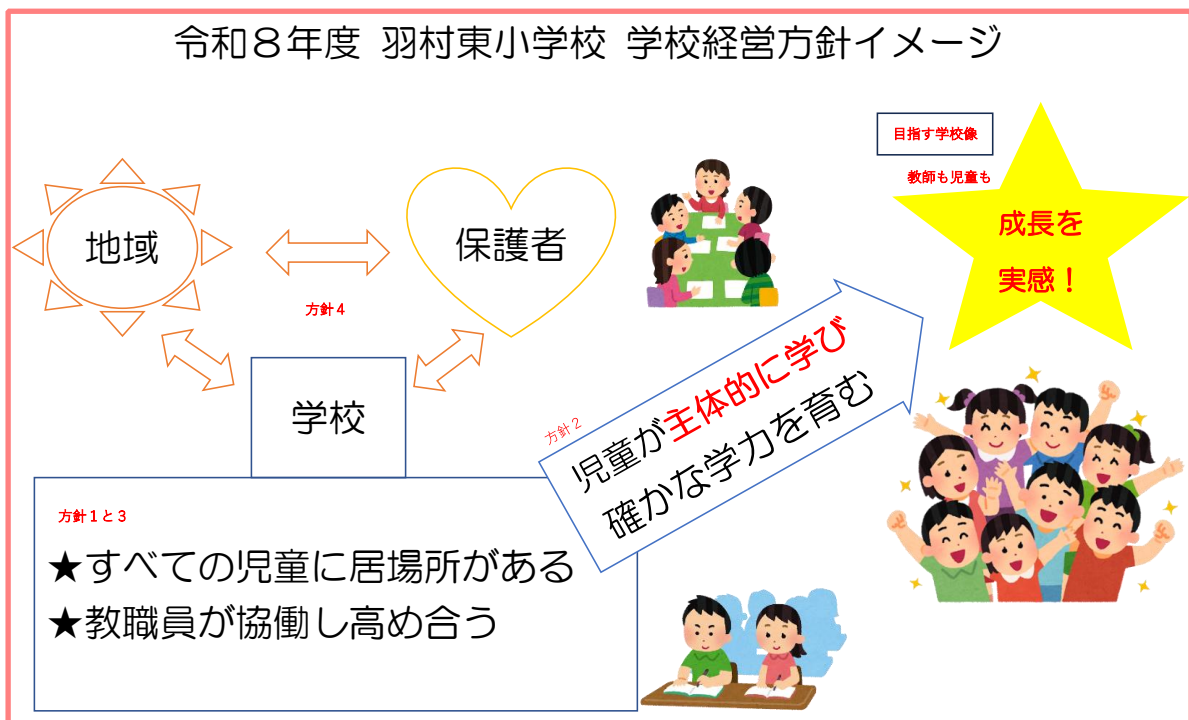 令和８年度 羽村東小学校 学校経営方針イメージ
目指す学校像
教師も児童も
成長を
実感！
地域
保護者
方針４
学校
方針２
児童が主体的に学び
確かな学力を育む
方針１と３
★すべての児童に居場所がある
★教職員が協働し高め合う